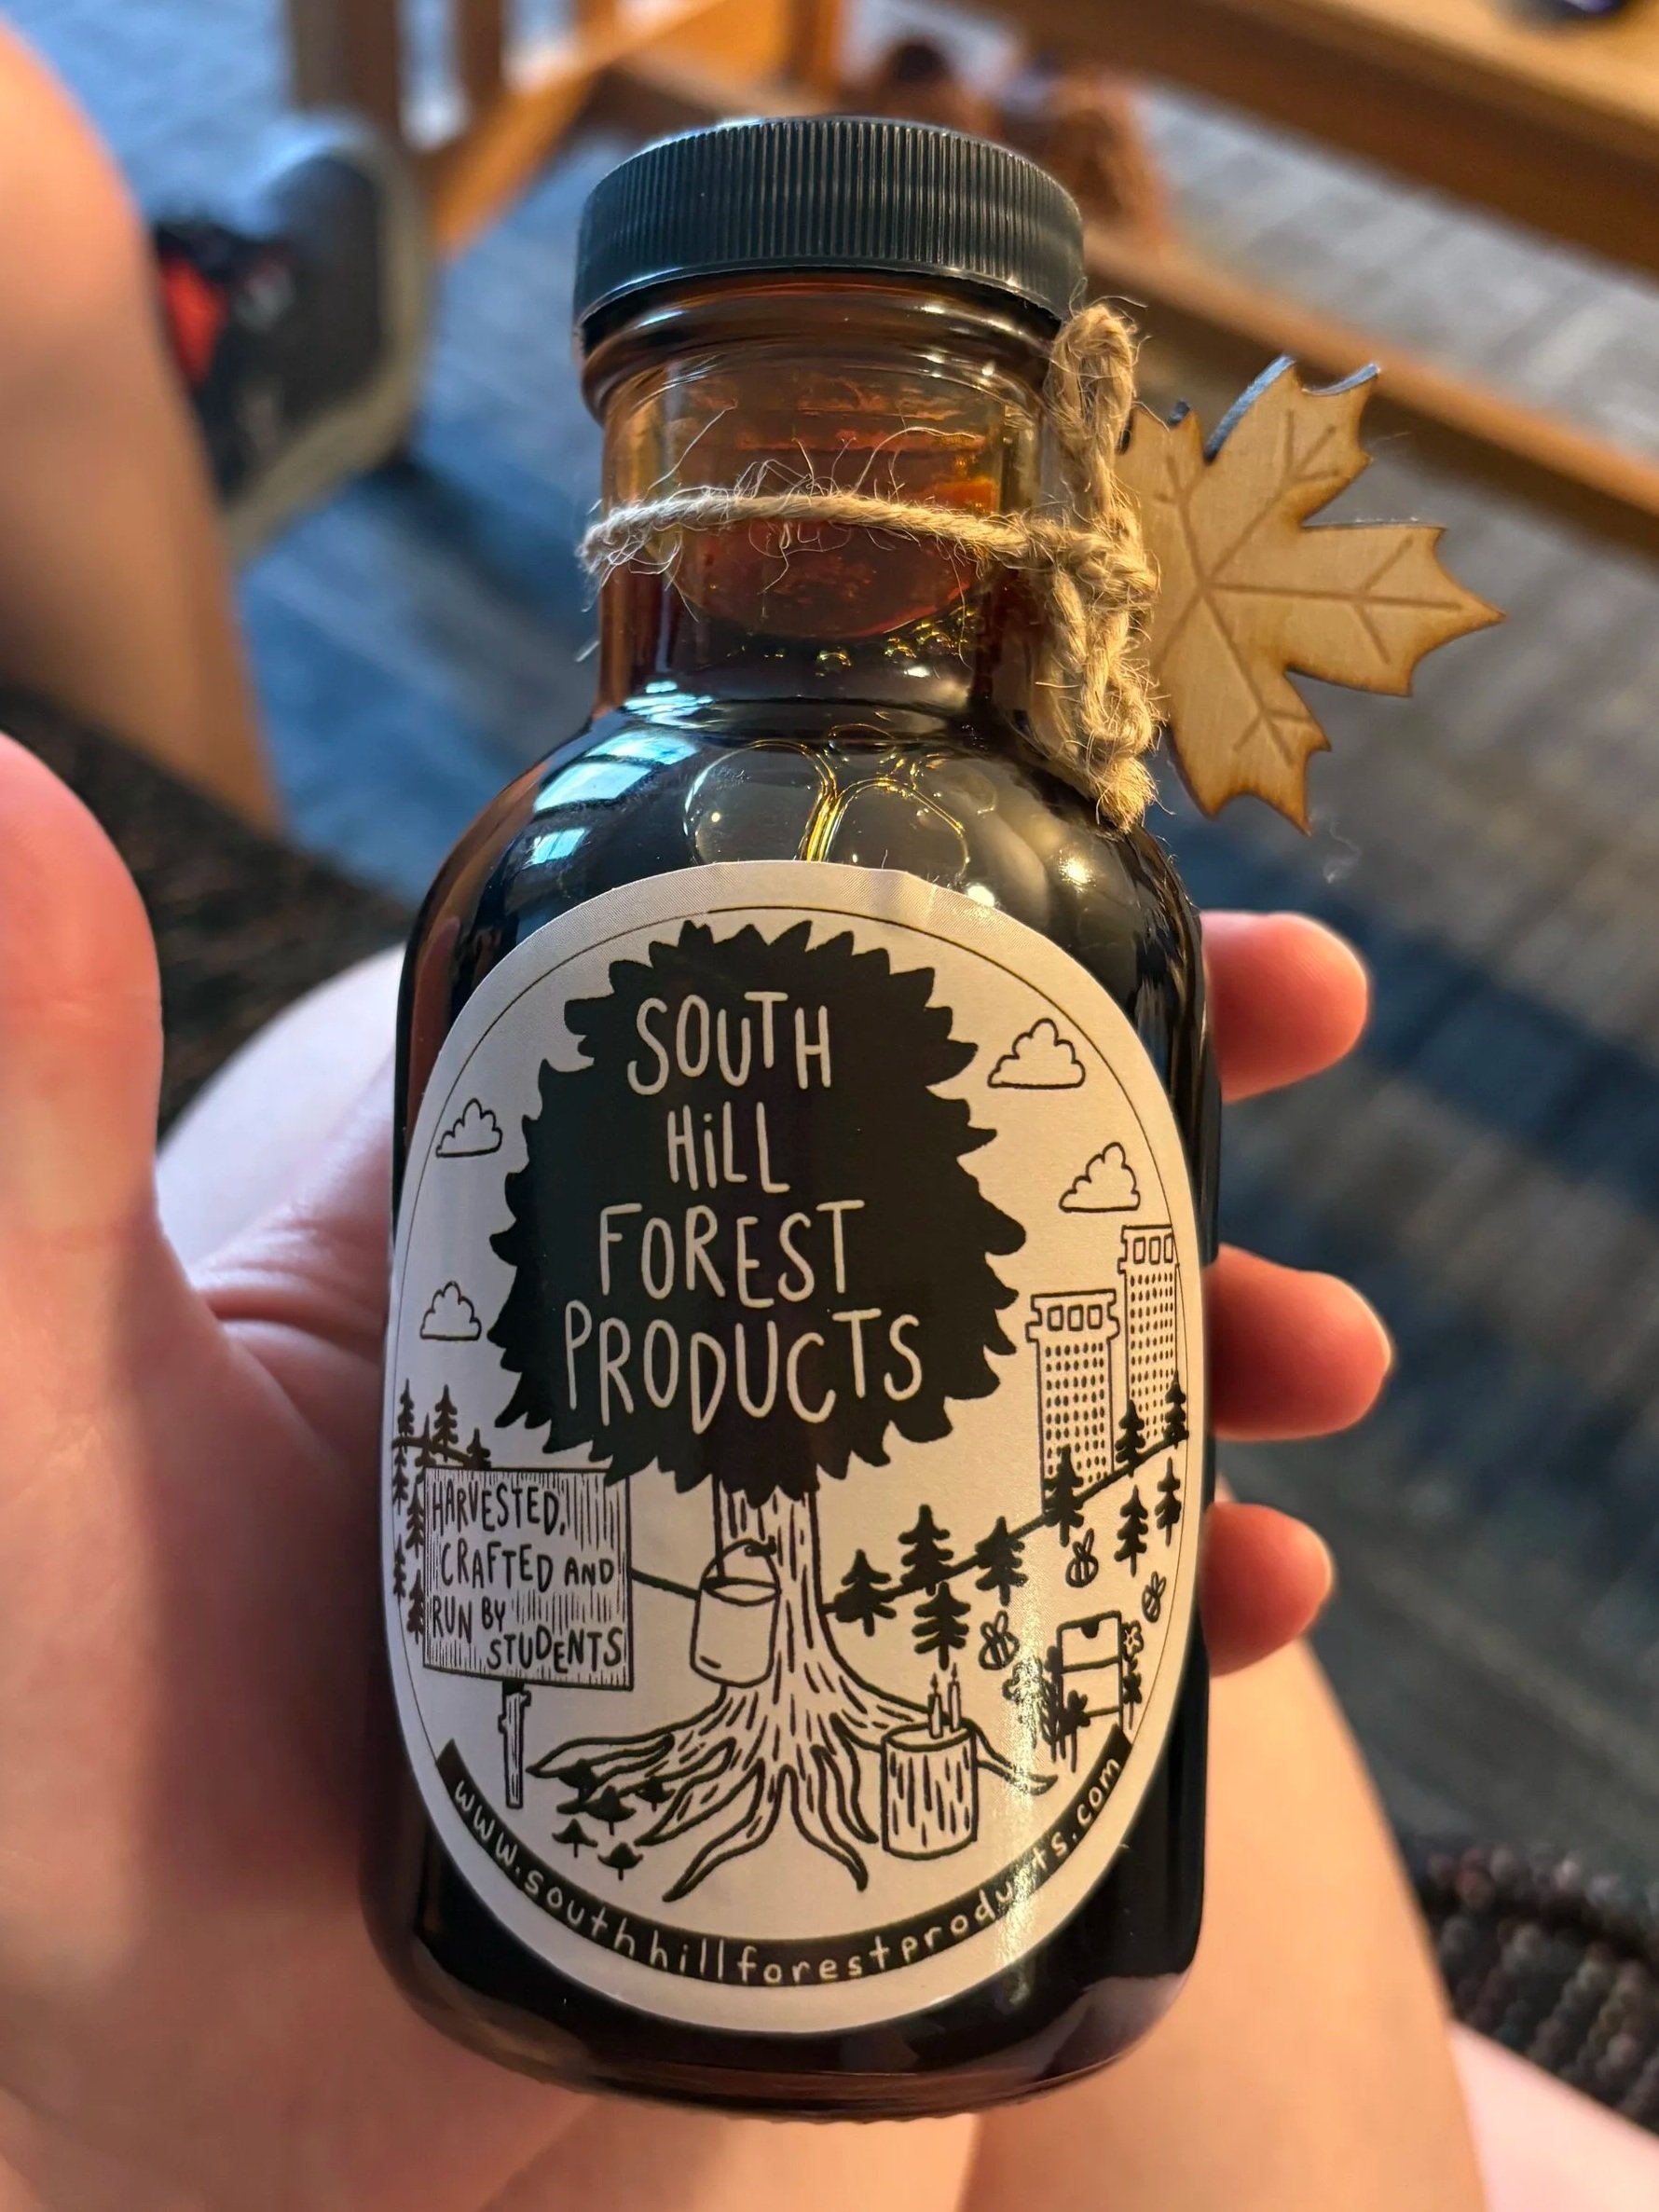 SOUTH
HiLL
FOREST
PRODUCTS
HARVESTED,
CRAFTED AND
RUN BY
STUDENTS
www.southhillforestproducts.com